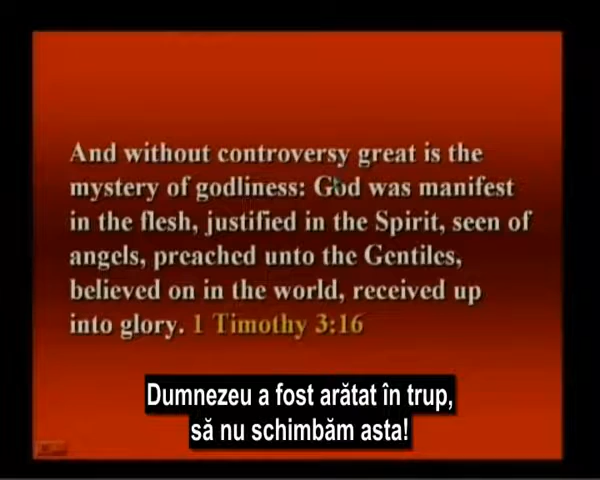 And without controversy great is the
mystery of godliness: God was manifest
in the flesh, justified in the Spirit, seen of
angels, preached unto the Gentiles,
believed on in the world, received up
into glory. 1 Timothy 3:16
Dumnezeu a fost arătat în trup,
să nu schimbăm asta!